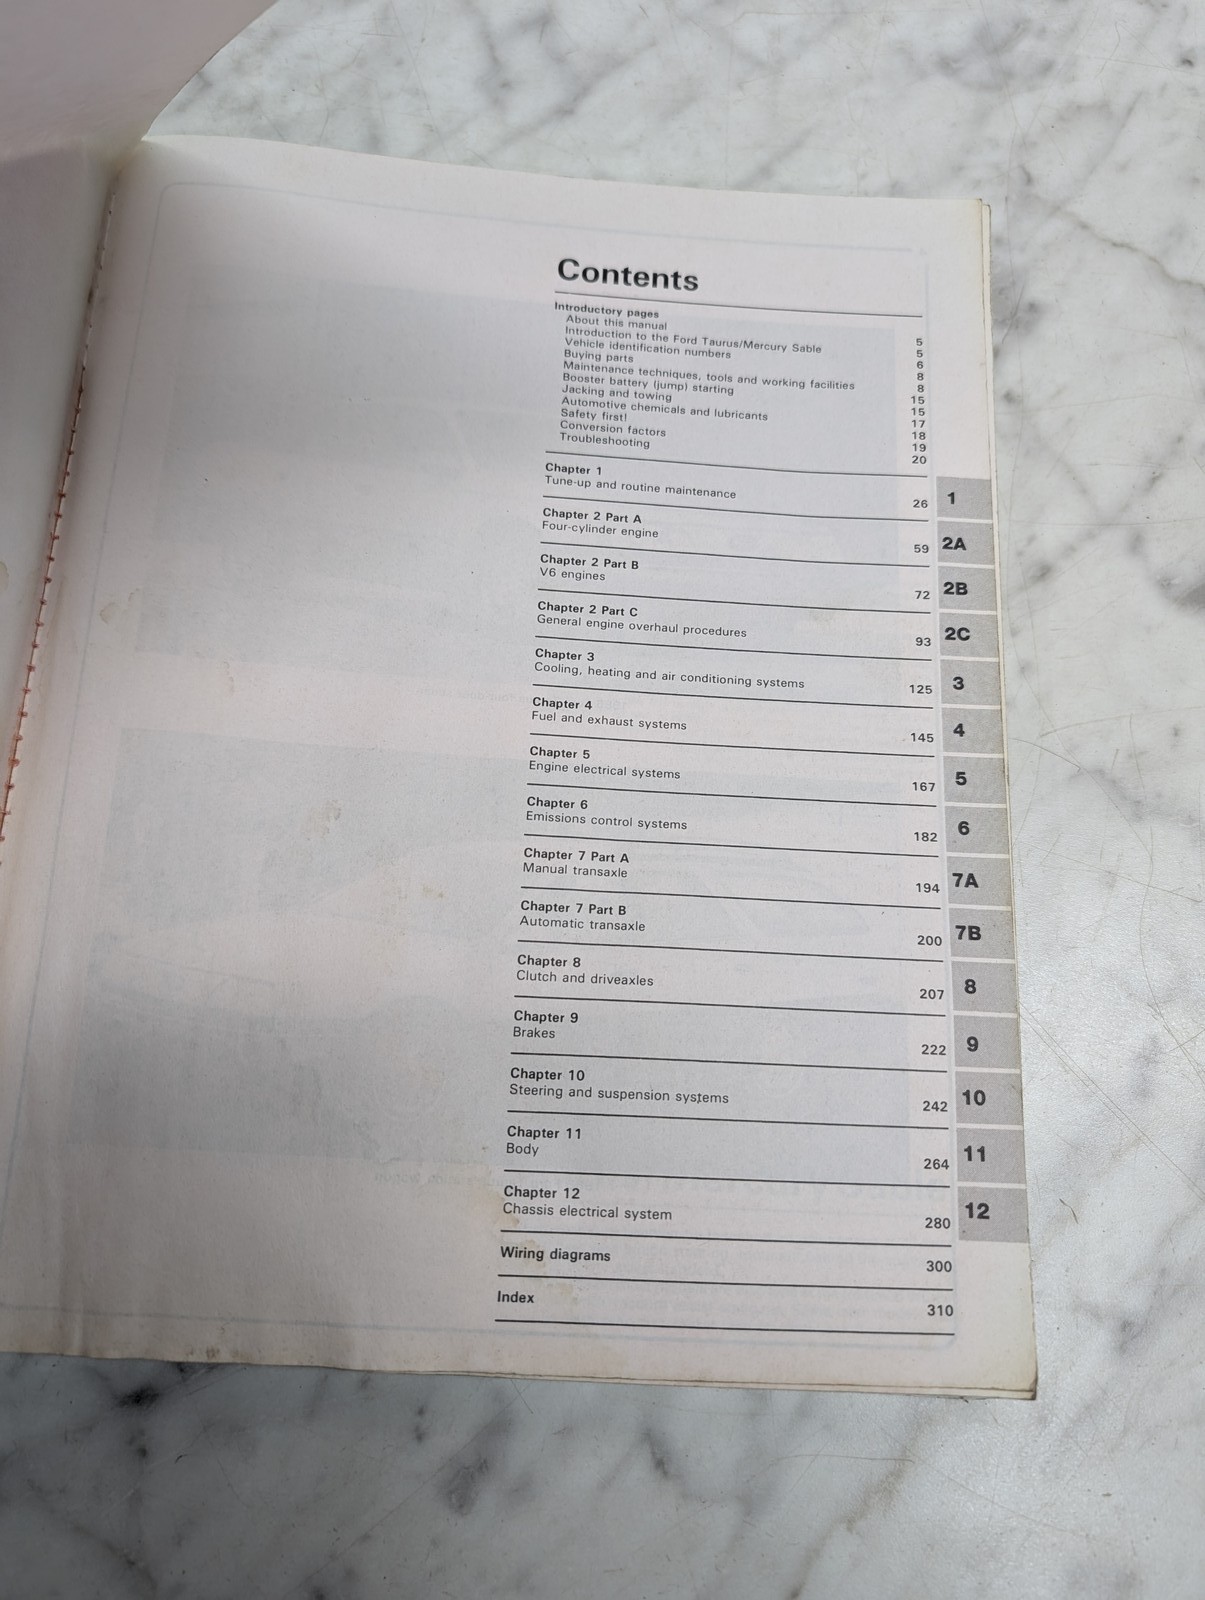 Contents
Introductory pages
About this manual 5
Introduction to the Ford Taurus/Mercury Sable 5
Vehicle identification numbers 6
Buying parts 8
Maintenance techniques, tools and working facilities 8
Booster battery (jump) starting 15
Jacking and towing 15
Automotive chemicals and lubricants 17
Safety first! 18
Conversion factors 19
Troubleshooting 20
Chapter 1
Tune-up and routine maintenance 26 1
Chapter 2 Part A
Four-cylinder engine 59 2A
Chapter 2 Part B
V6 engines 72 2B
Chapter 2 Part C
General engine overhaul procedures 93 2C
Chapter 3
Cooling, heating and air conditioning systems 125 3
Chapter 4
Fuel and exhaust systems 145 4
Chapter 5
Engine electrical systems 167 5
Chapter 6
Emissions control systems 182 6
Chapter 7 Part A
Manual transaxle 194 7A
Chapter 7 Part B
Automatic transaxle 200 7B
Chapter 8
Clutch and driveaxles 207 8
Chapter 9
Brakes 222 9
Chapter 10
Steering and suspension systems 242 10
Chapter 11
Body 264 11
Chapter 12
Chassis electrical system 280 12
Wiring diagrams 300
Index 310